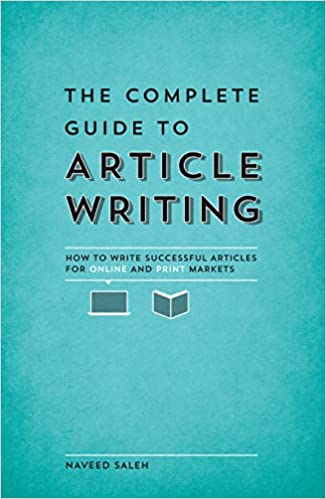 THE COMPLETE
GUIDE TO
ARTICLE
WRITING
HOW TO WRITE SUCCESSFUL ARTICLES
FOR ONLINE AND PRINT MARKETS
NAVEED SALEH